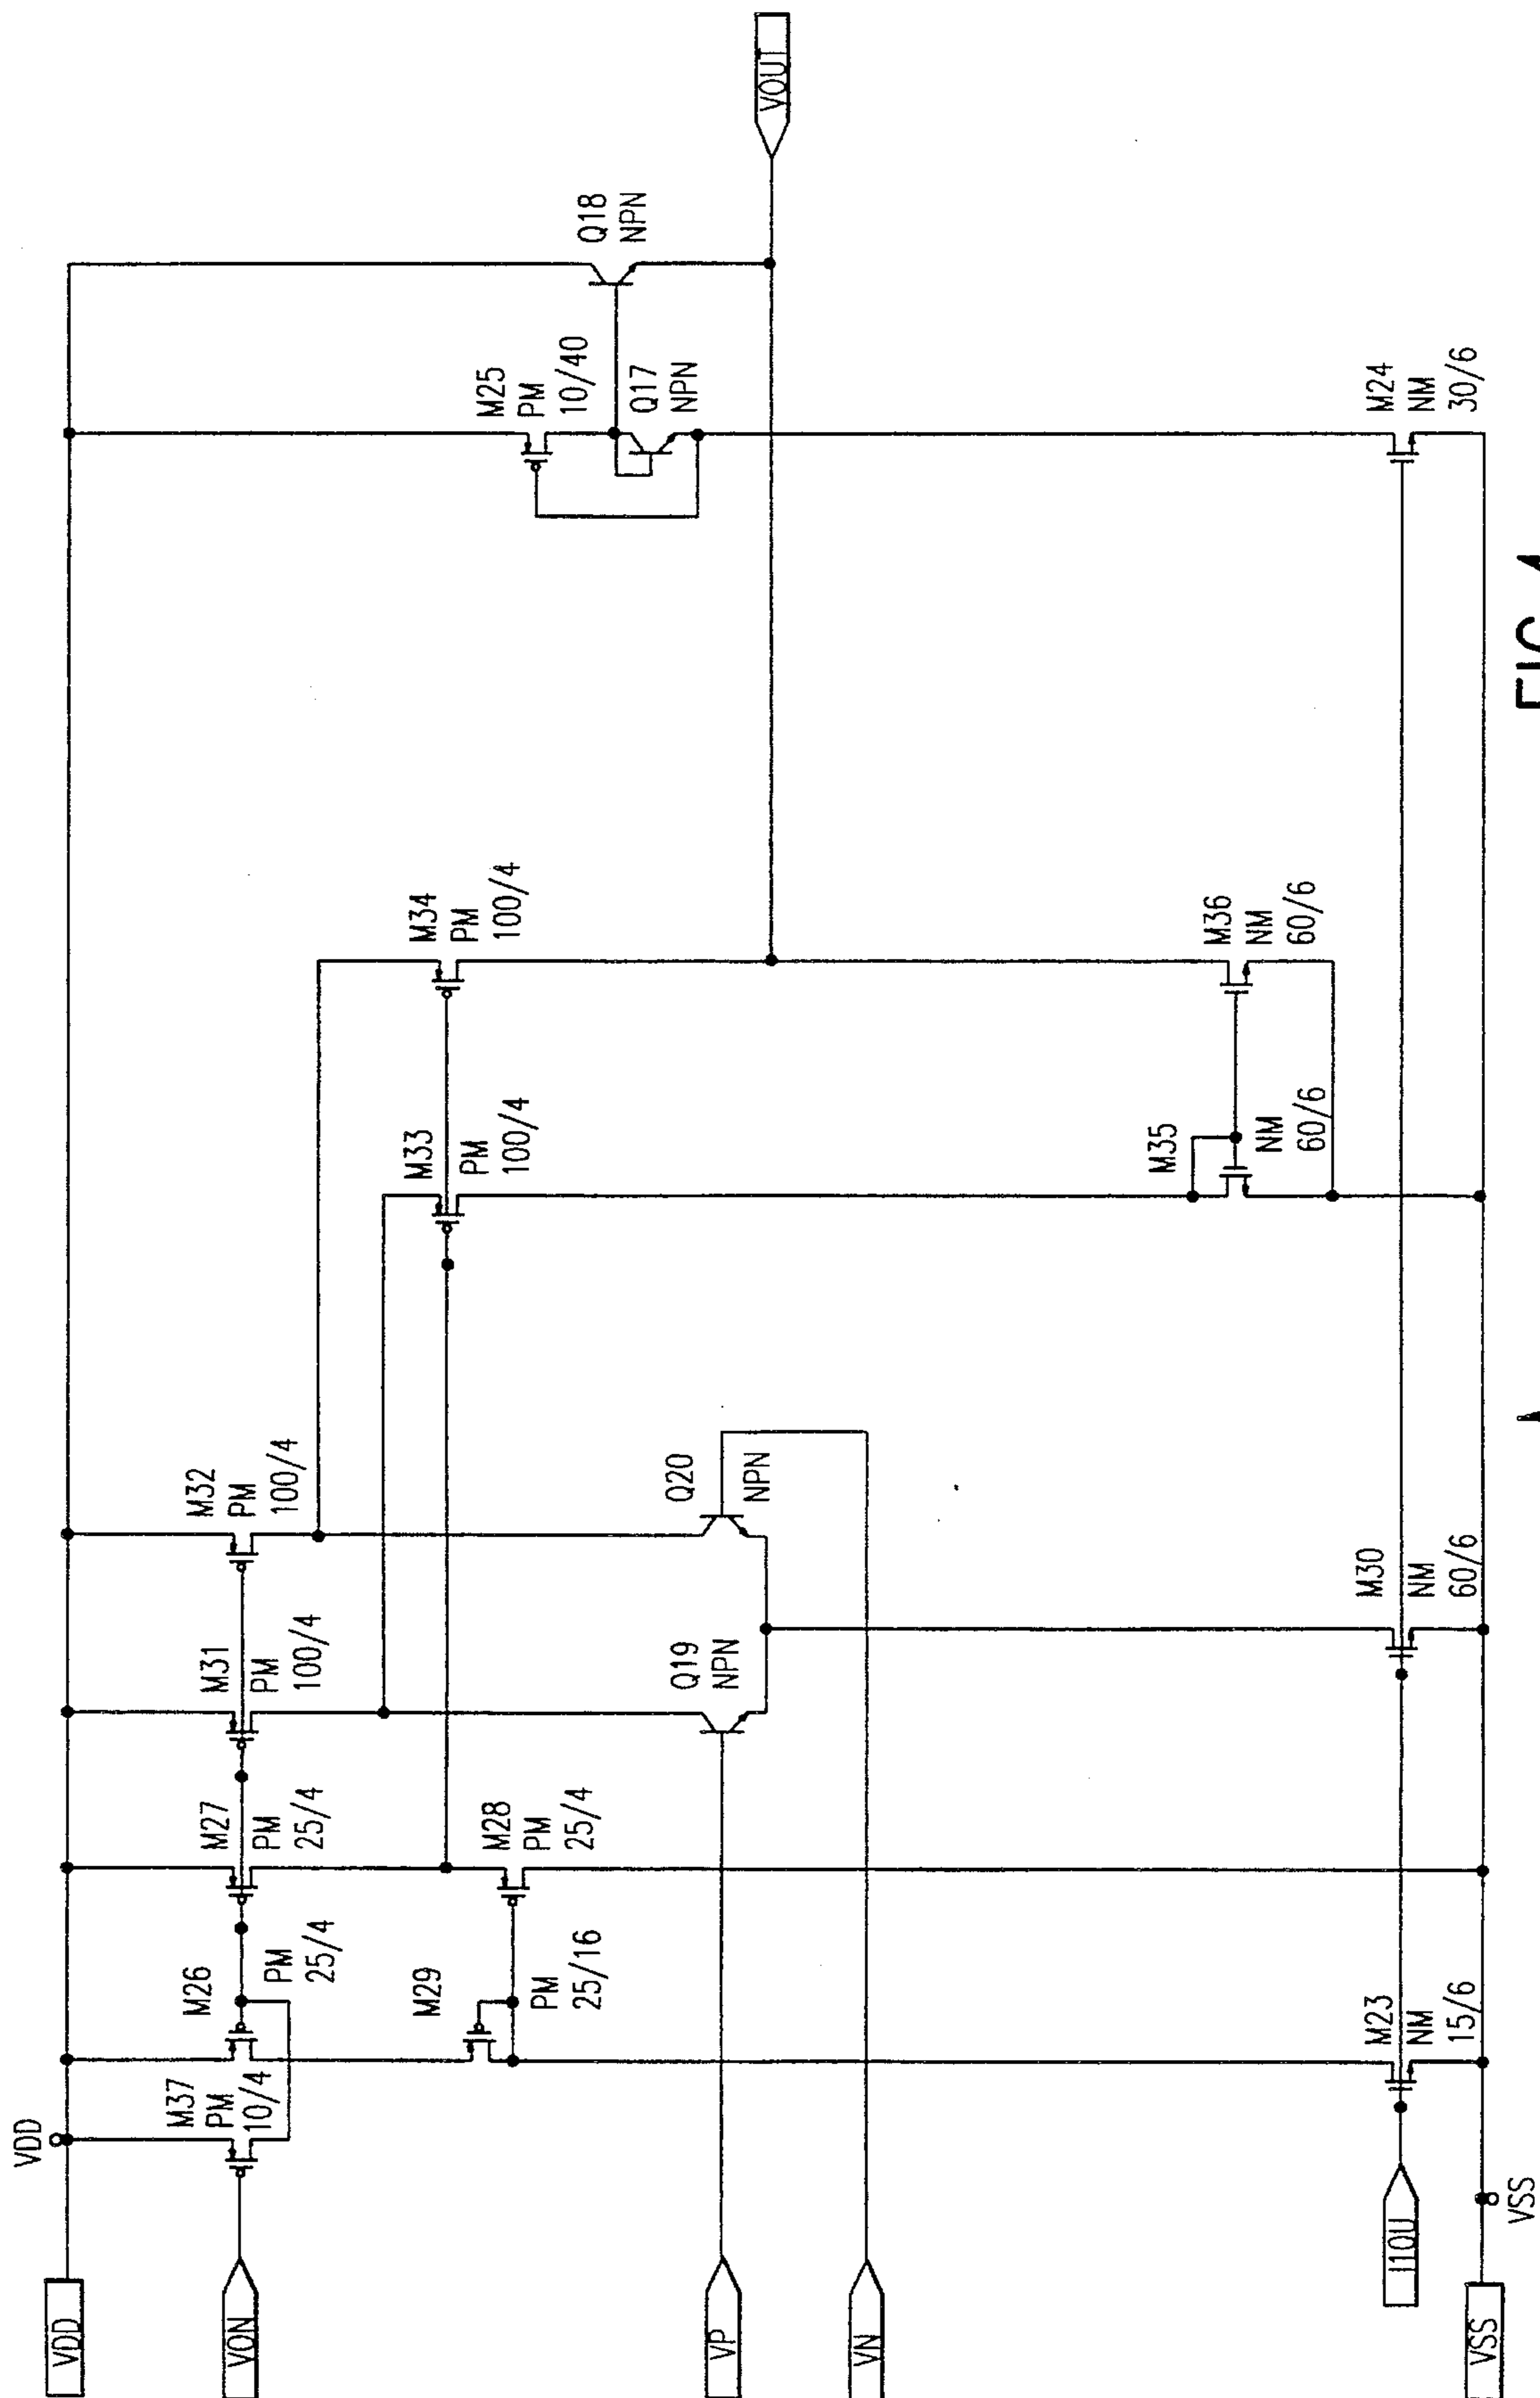 VDD
VON
VP
VN
I10U
VSS
VDD
VSS
M37
PM
10/4
M26
PM
25/4
M29
PM
25/16
M23
NM
15/6
M27
PM
25/4
M28
PM
25/4
M31
PM
100/4
Q19
NPN
M30
NM
60/6
M32
PM
100/4
Q20
NPN
M33
PM
100/4
M35
NM
60/6
M34
PM
100/4
M36
NM
60/6
M25
PM
10/40
Q17
NPN
M24
NM
30/6
Q18
NPN
VOUT